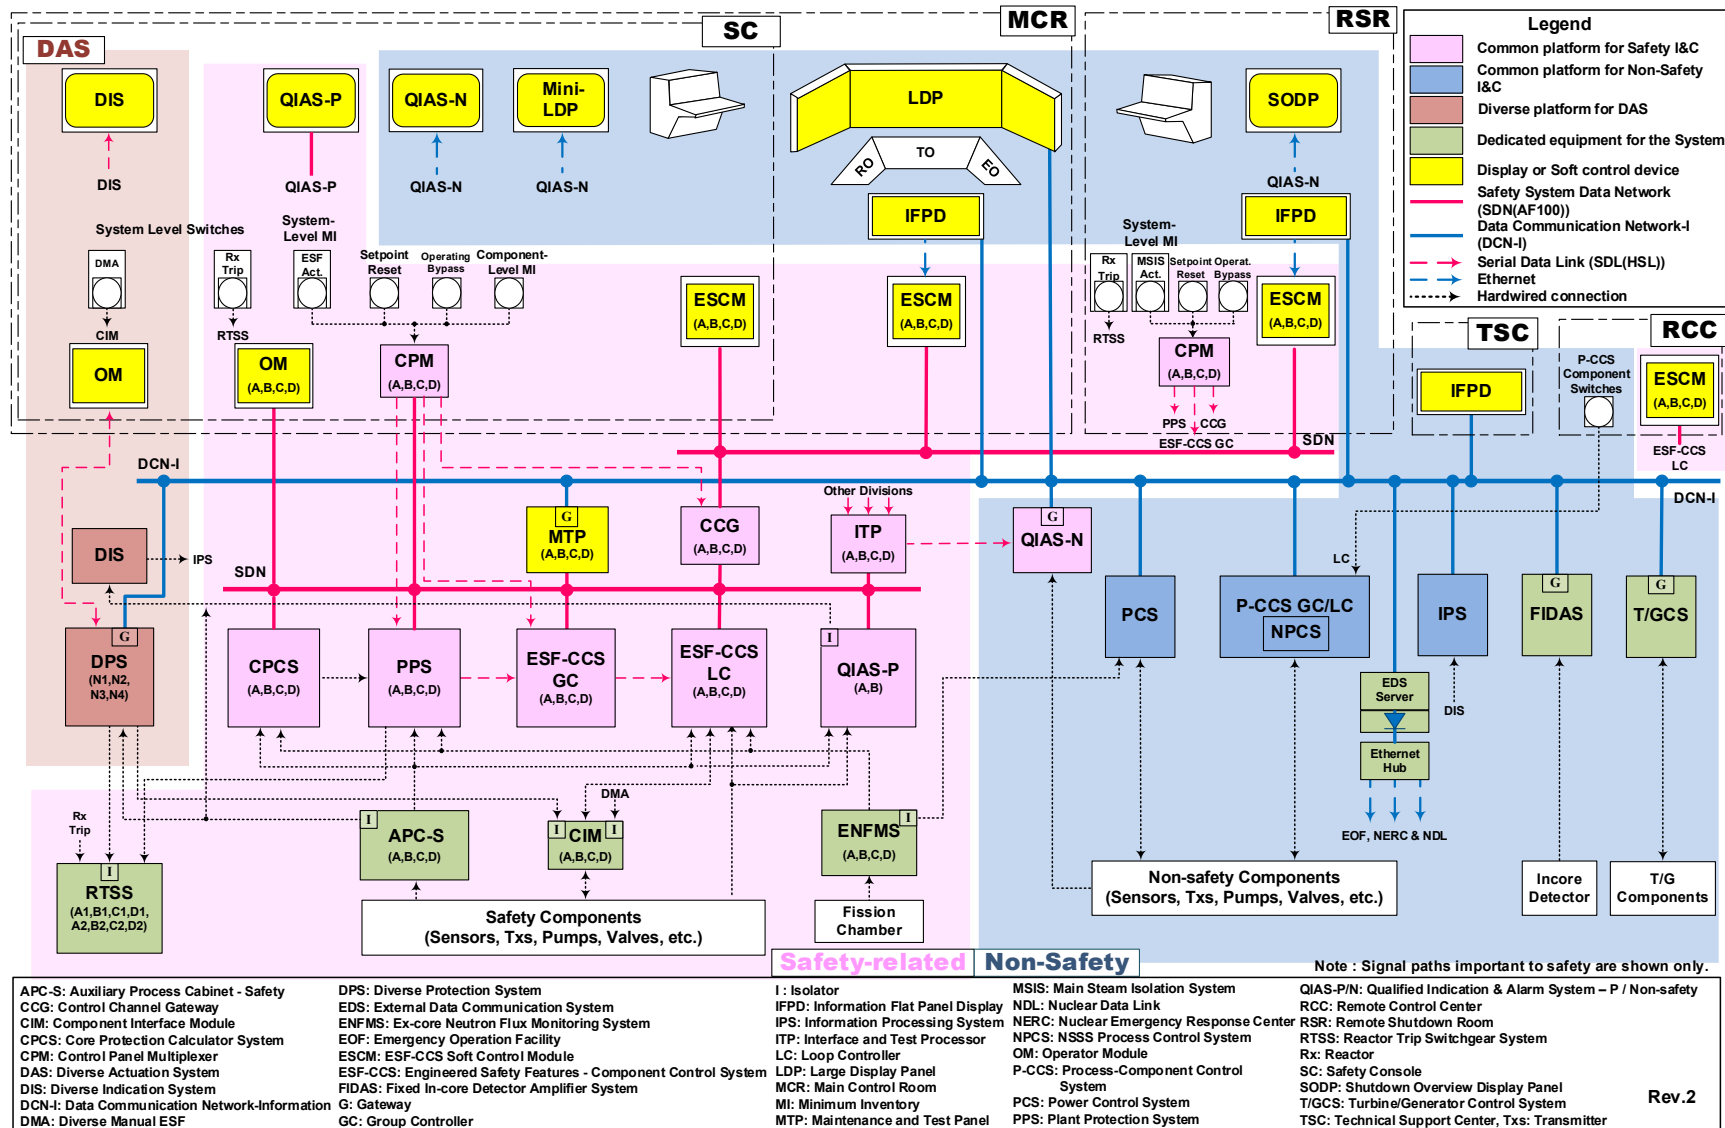 DAS
SC
MCR
RSR
DIS
DIS
QIAS-P
QIAS-P
QIAS-N
QIAS-N
Mini-
LDP
QIAS-N
LDP
RO
TO
EO
SODP
QIAS-N
IFPD
IFPD
Legend
Common platform for Safety I&C
Common platform for Non-Safety
I&C
Diverse platform for DAS
Dedicated equipment for the System
Display or Soft control device
Safety System Data Network
(SDN(AF100))
Data Communication Network-I
(DCN-I)
Serial Data Link (SDL(HSL))
Ethernet
Hardwired connection
System Level Switches
DMA
CIM
Rx
Trip
RTSS
System-
Level MI
ESF
Act.
Setpoint
Reset
Operating
Bypass
Component-
Level MI
OM
OM
(A,B,C,D)
CPM
(A,B,C,D)
ESCM
(A,B,C,D)
ESCM
(A,B,C,D)
System-
Level MI
Rx
Trip
RTSS
MSIS
Act.
Setpoint
Reset
Operat.
Bypass
CPM
(A,B,C,D)
PPS
CCG
ESF-CCS GC
ESCM
(A,B,C,D)
TSC
IFPD
RCC
P-CCS
Component
Switches
ESCM
(A,B,C,D)
ESF-CCS
LC
SDN
DCN-I
DCN-I
DIS
IPS
SDN
G
MTP
(A,B,C,D)
CCG
(A,B,C,D)
Other Divisions
ITP
(A,B,C,D)
G
QIAS-N
LC
G
DPS
(N1,N2,
N3,N4)
CPCS
(A,B,C,D)
PPS
(A,B,C,D)
ESF-CCS
GC
(A,B,C,D)
ESF-CCS
LC
(A,B,C,D)
I
QIAS-P
(A,B)
PCS
P-CCS GC/LC
NPCS
IPS
DIS
G
FIDAS
G
T/GCS
EDS
Server
Ethernet
Hub
EOF, NERC & NDL
Rx
Trip
I
RTSS
(A1,B1,C1,D1,
A2,B2,C2,D2)
I
APC-S
(A,B,C,D)
DMA
I
I
CIM
(A,B,C,D)
I
ENFMS
(A,B,C,D)
Safety Components
(Sensors, Txs, Pumps, Valves, etc.)
Fission
Chamber
Non-safety Components
(Sensors, Txs, Pumps, Valves, etc.)
Incore
Detector
T/G
Components
Safety-related
Non-Safety
Note : Signal paths important to safety are shown only.
APC-S: Auxiliary Process Cabinet - Safety
CCG: Control Channel Gateway
CIM: Component Interface Module
CPCS: Core Protection Calculator System
CPM: Control Panel Multiplexer
DAS: Diverse Actuation System
DIS: Diverse Indication System
DCN-I: Data Communication Network-Information
DMA: Diverse Manual ESF
DPS: Diverse Protection System
EDS: External Data Communication System
ENFMS: Ex-core Neutron Flux Monitoring System
EOF: Emergency Operation Facility
ESCM: ESF-CCS Soft Control Module
ESF-CCS: Engineered Safety Features - Component Control System
FIDAS: Fixed In-core Detector Amplifier System
G: Gateway
GC: Group Controller
I : Isolator
IFPD: Information Flat Panel Display
IPS: Information Processing System
ITP: Interface and Test Processor
LC: Loop Controller
LDP: Large Display Panel
MCR: Main Control Room
MI: Minimum Inventory
MTP: Maintenance and Test Panel
MSIS: Main Steam Isolation System
NDL: Nuclear Data Link
NERC: Nuclear Emergency Response Center
NPCS: NSSS Process Control System
OM: Operator Module
P-CCS: Process-Component Control
System
PCS: Power Control System
PPS: Plant Protection System
QIAS-P/N: Qualified Indication & Alarm System – P / Non-safety
RCC: Remote Control Center
RSR: Remote Shutdown Room
RTSS: Reactor Trip Switchgear System
Rx: Reactor
SC: Safety Console
SODP: Shutdown Overview Display Panel
T/GCS: Turbine/Generator Control System
TSC: Technical Support Center, Txs: Transmitter
Rev.2